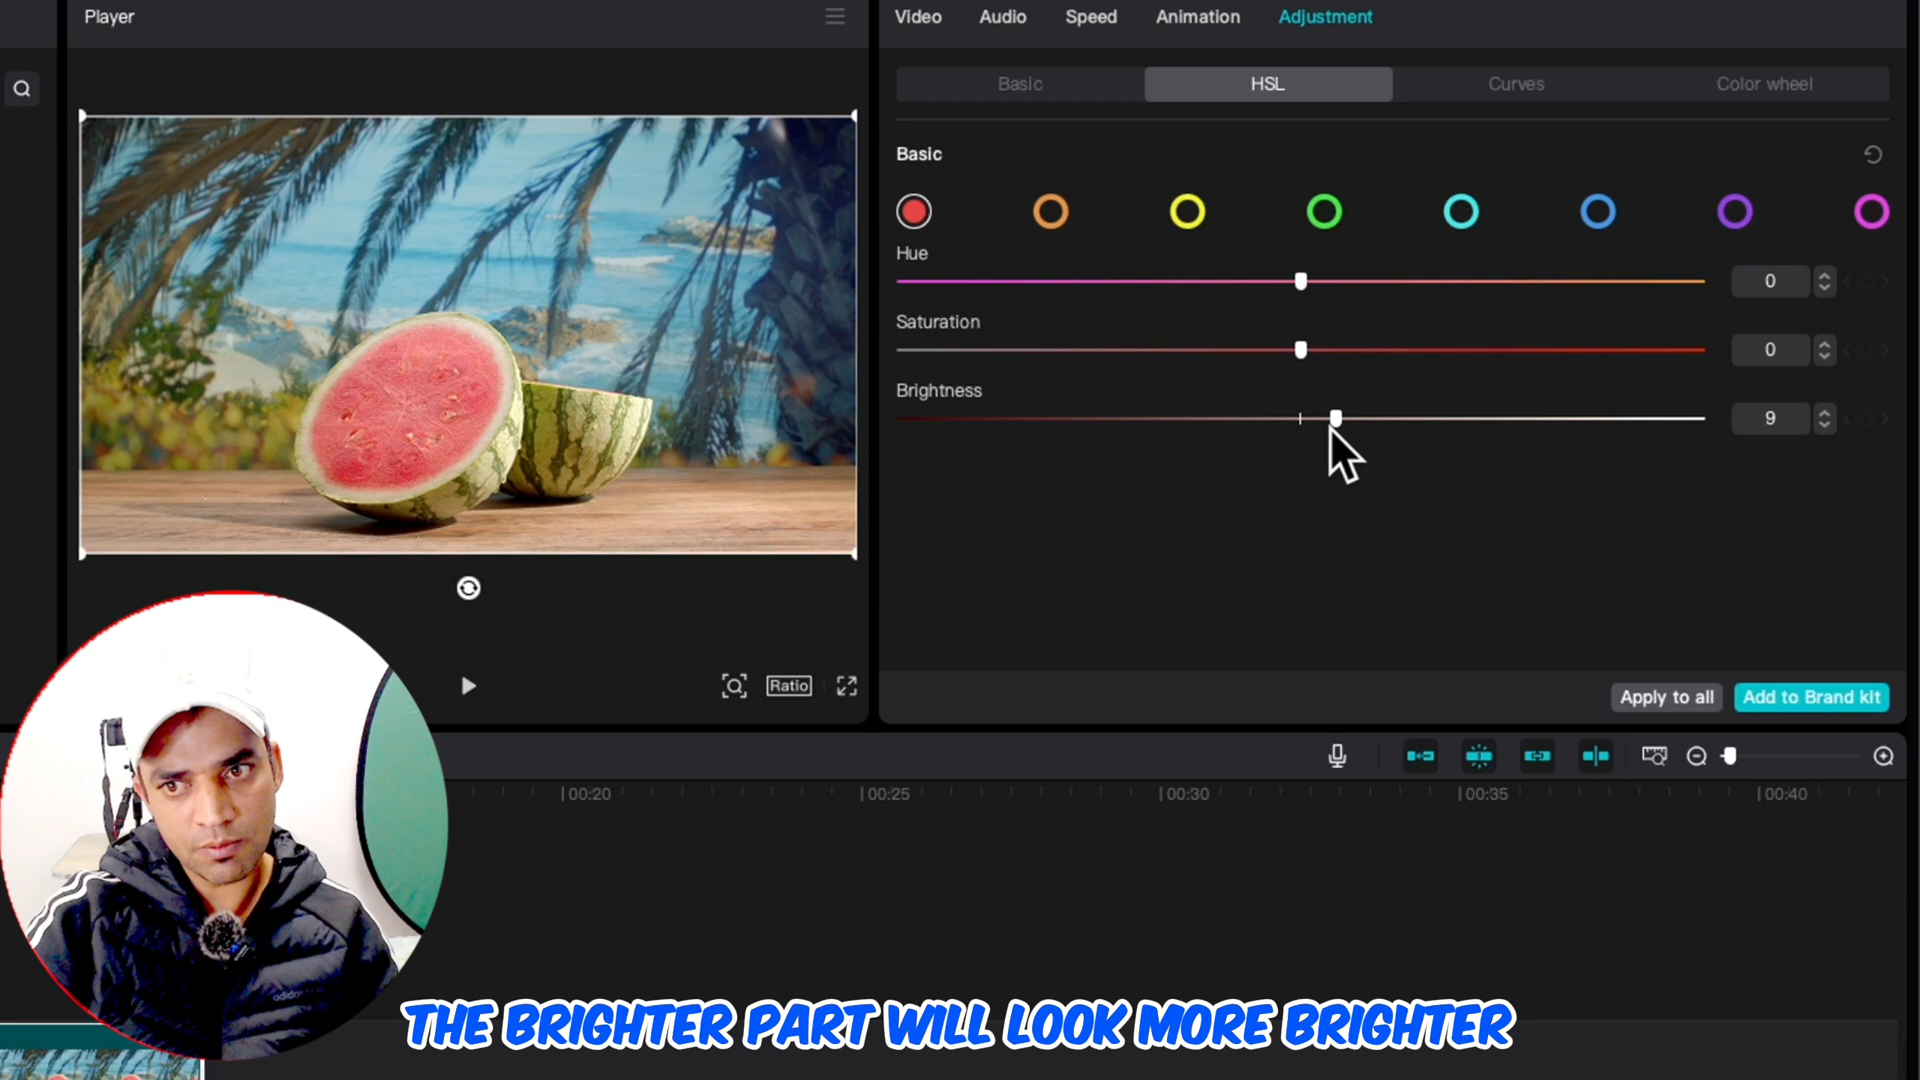 Player
Video Audio Speed Animation Adjustment
Basic HSL Curves Color wheel
Basic
Hue
0
Saturation
0
Brightness
9
Ratio
Apply to all Add to Brand kit
00:20 00:25 00:30 00:35 00:40
adidas
THE BRIGHTER PART WILL LOOK MORE BRIGHTER